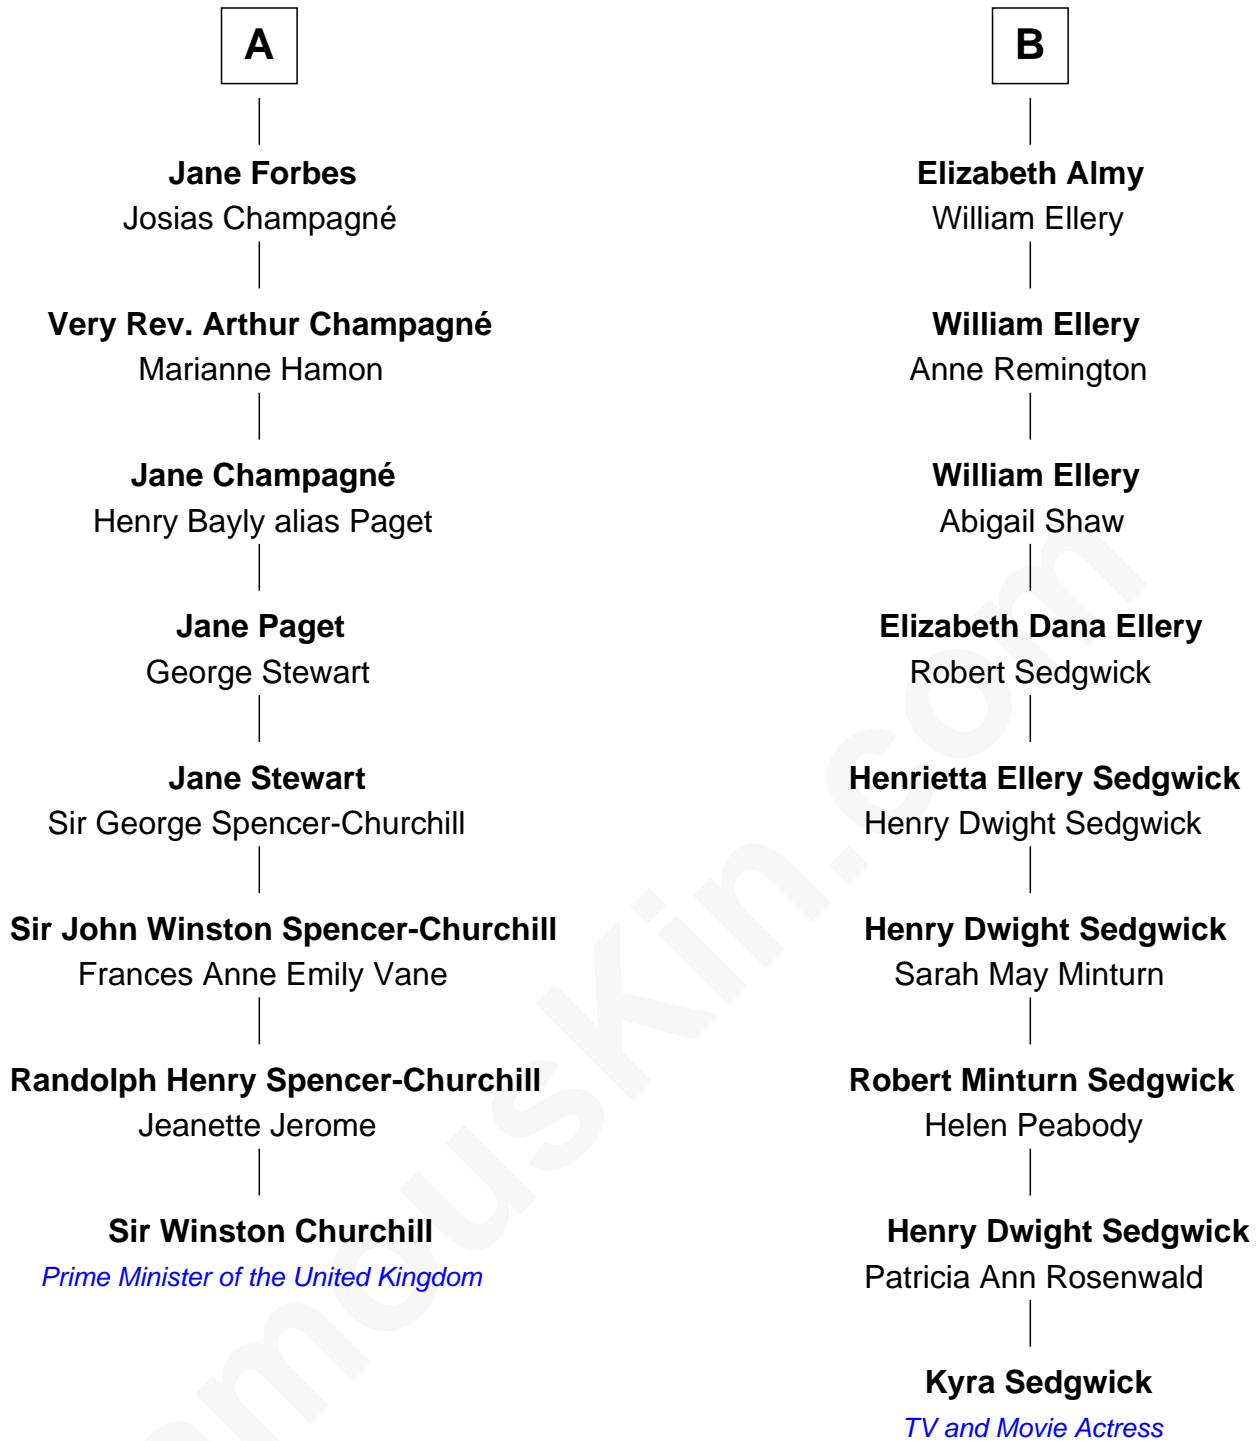 A
Jane Forbes
Josias Champagné
Very Rev. Arthur Champagné
Marianne Hamon
Jane Champagné
Henry Bayly alias Paget
Jane Paget
George Stewart
Jane Stewart
Sir George Spencer-Churchill
Sir John Winston Spencer-Churchill
Frances Anne Emily Vane
Randolph Henry Spencer-Churchill
Jeanette Jerome
Sir Winston Churchill
Prime Minister of the United Kingdom
B
Elizabeth Almy
William Ellery
William Ellery
Anne Remington
William Ellery
Abigail Shaw
Elizabeth Dana Ellery
Robert Sedgwick
Henrietta Ellery Sedgwick
Henry Dwight Sedgwick
Henry Dwight Sedgwick
Sarah May Minturn
Robert Minturn Sedgwick
Helen Peabody
Henry Dwight Sedgwick
Patricia Ann Rosenwald
Kyra Sedgwick
TV and Movie Actress
amousKin.com